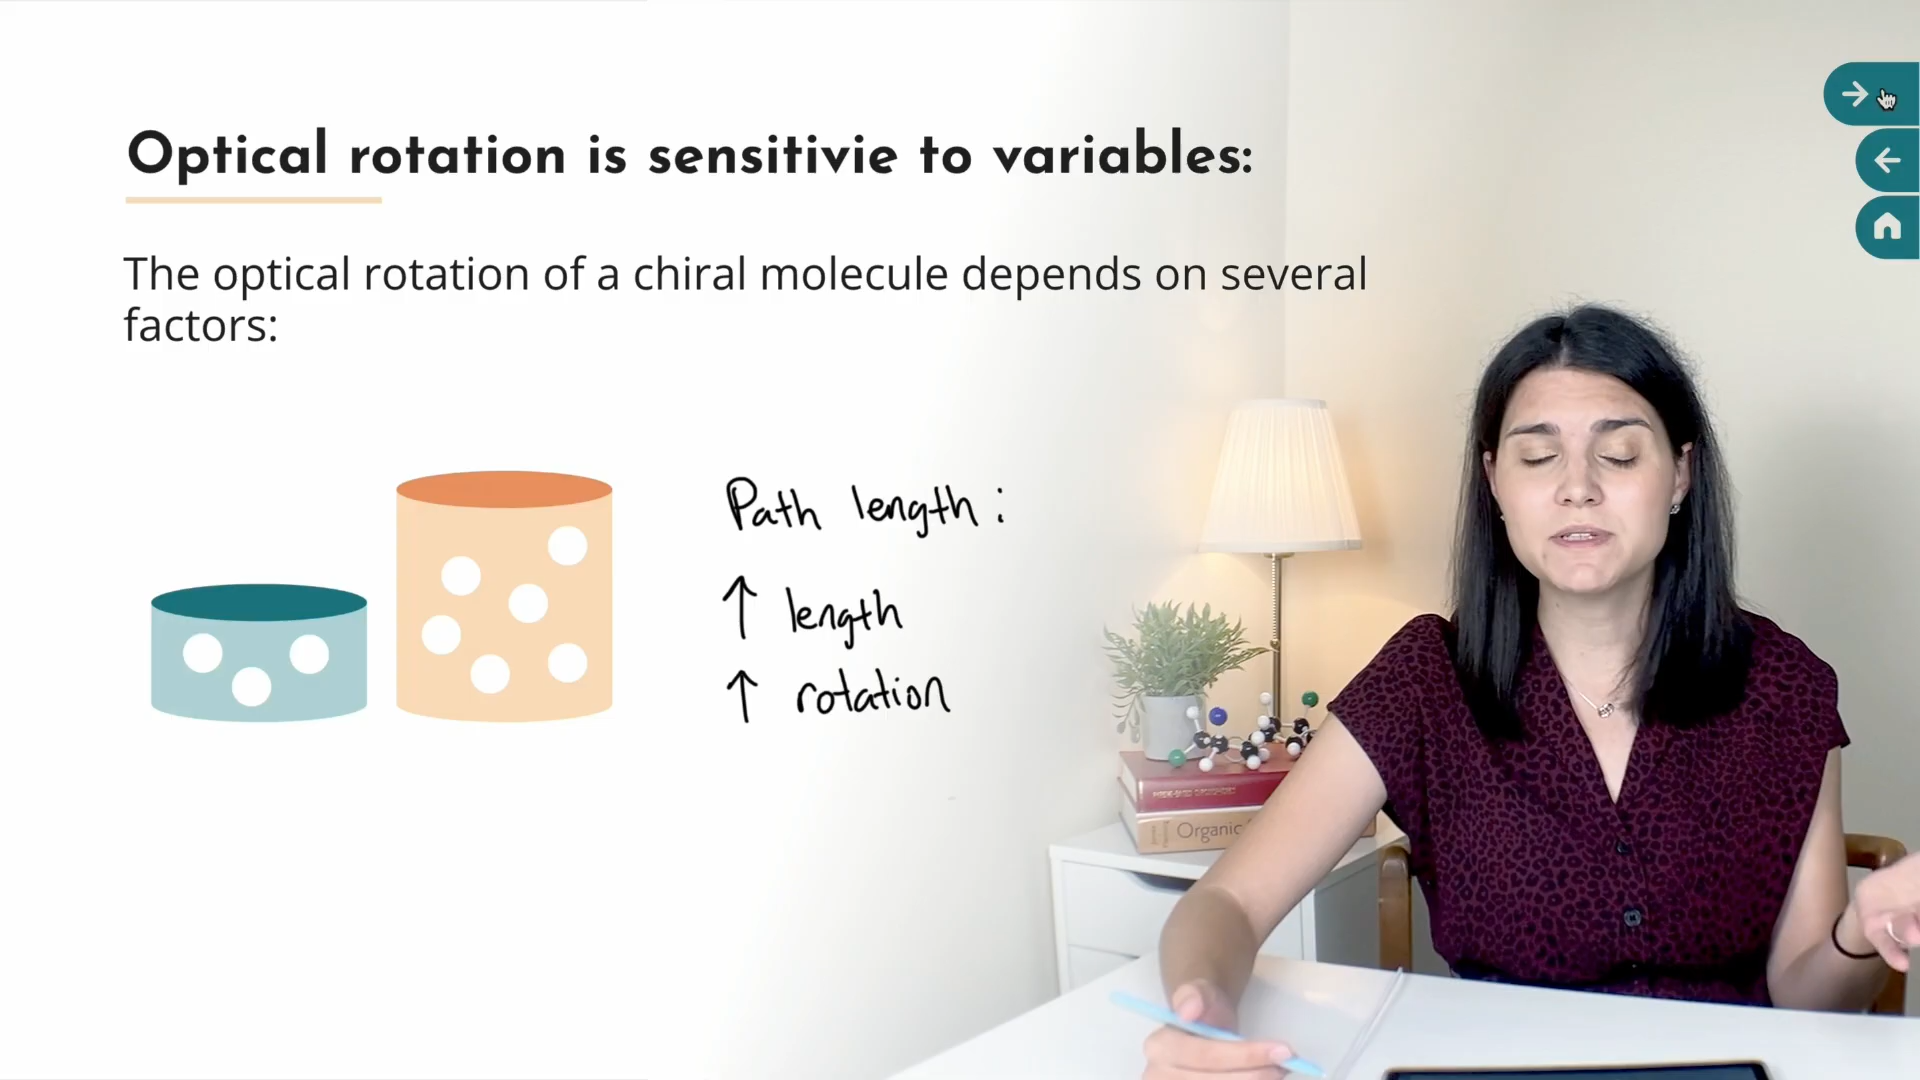 Optical rotation is sensitivie to variables:
The optical rotation of a chiral molecule depends on several
factors:
Path length:
↑ length
↑ rotation
Organic